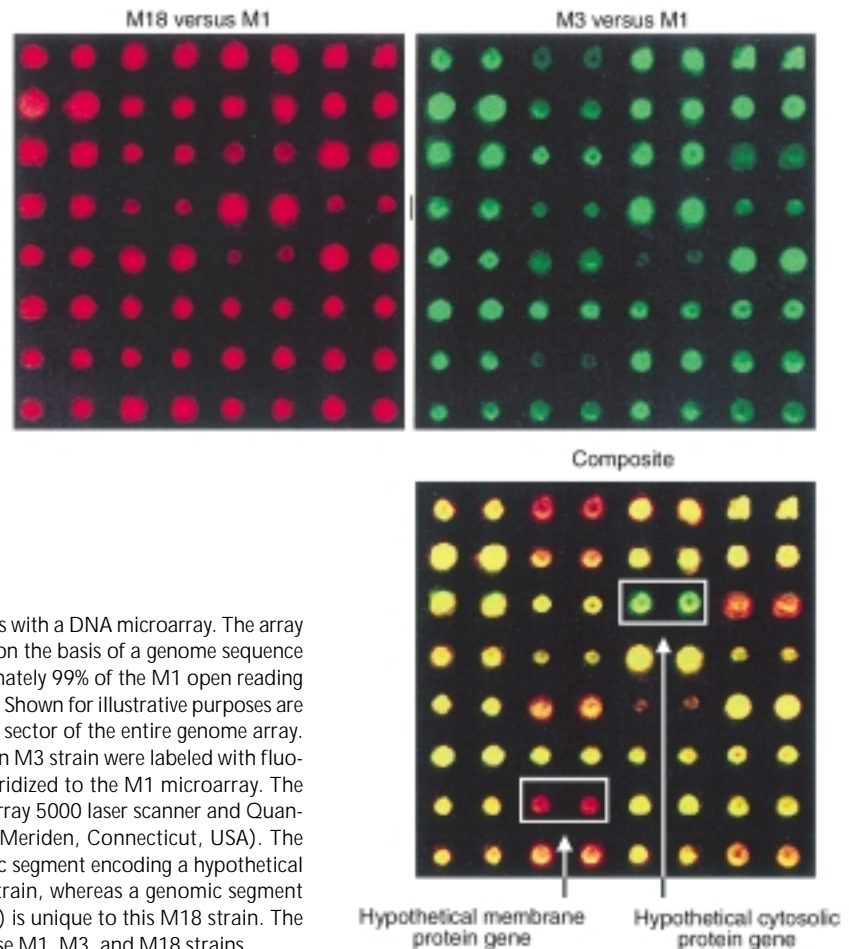 M18 versus M1
M3 versus M1
Composite
s with a DNA microarray. The array
on the basis of a genome sequence
nately 99% of the M1 open reading
Shown for illustrative purposes are
sector of the entire genome array.
n M3 strain were labeled with fluo-
ridized to the M1 microarray. The
rray 5000 laser scanner and Quan-
Meriden, Connecticut, USA). The
c segment encoding a hypothetical
train, whereas a genomic segment
) is unique to this M18 strain. The
se M1, M3, and M18 strains.
Hypothetical membrane
protein gene
Hypothetical cytosolic
protein gene